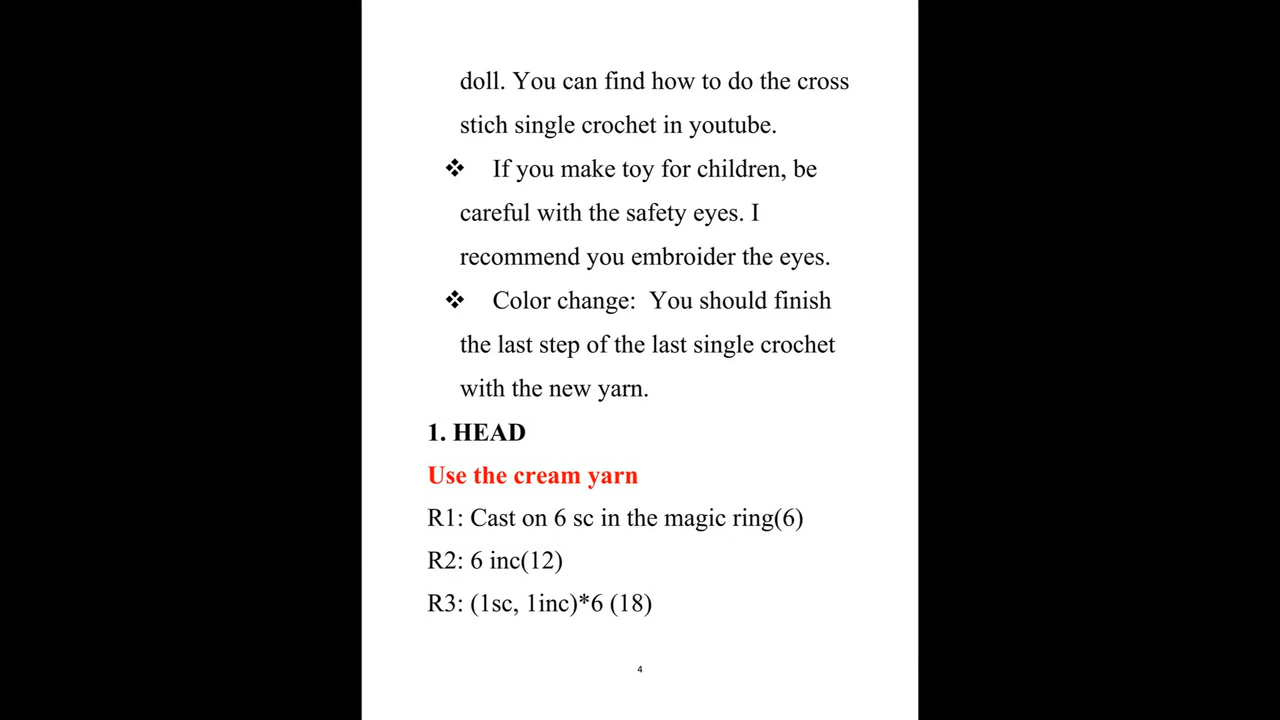 doll. You can find how to do the cross
stich single crochet in youtube.
❖ If you make toy for children, be
careful with the safety eyes. I
recommend you embroider the eyes.
❖ Color change: You should finish
the last step of the last single crochet
with the new yarn.
1. HEAD
Use the cream yarn
R1: Cast on 6 sc in the magic ring(6)
R2: 6 inc(12)
R3: (1sc, 1inc)*6 (18)
4